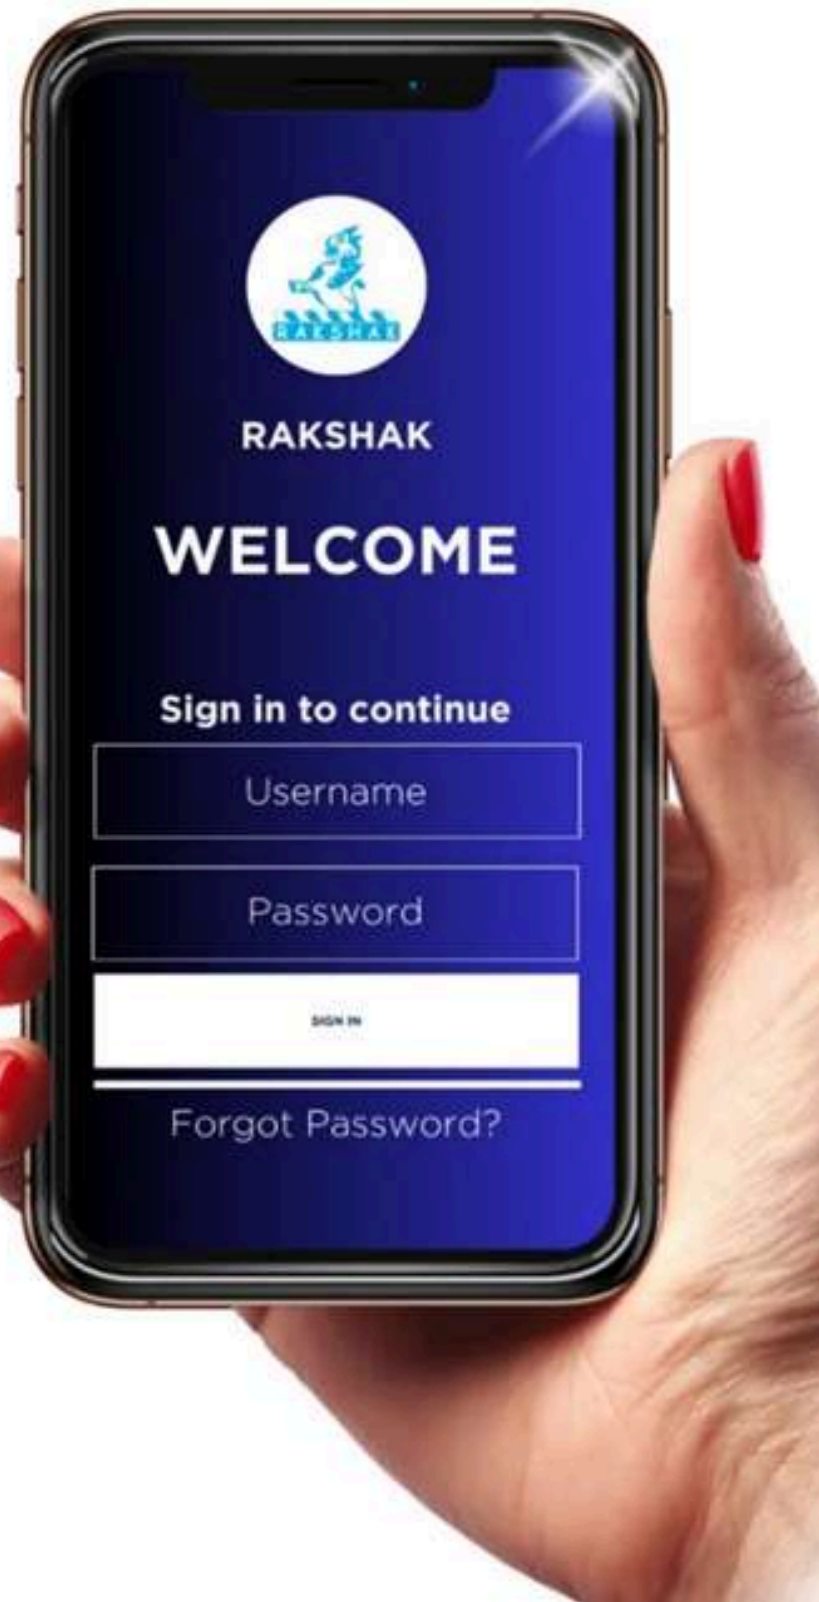 RAKSHAK
RAKSHAK
WELCOME
Sign in to continue
Username
Password
SIGN IN
Forgot Password?